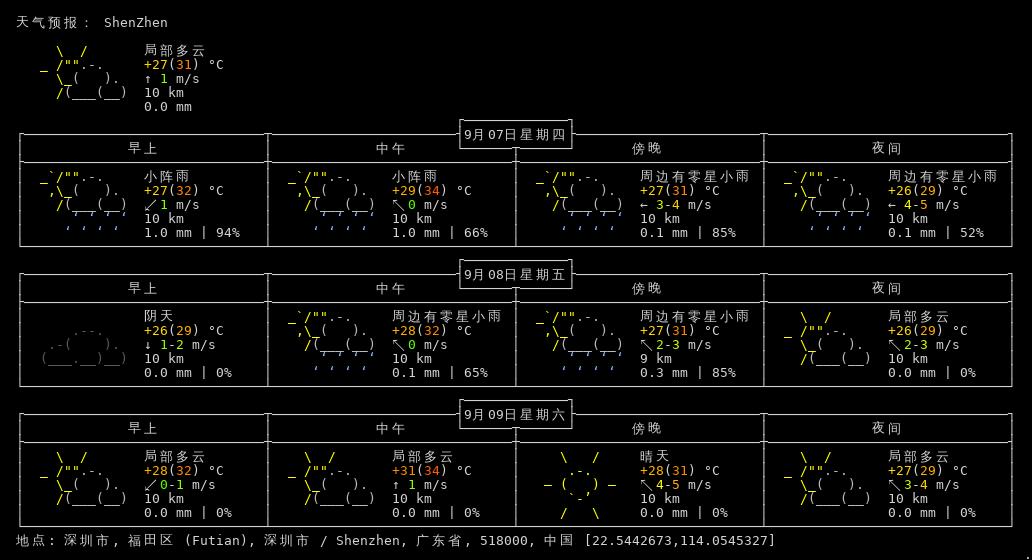 天气预报： ShenZhen
局部多云
+27(31) °C
↑ 1 m/s
10 km
0.0 mm
9月07日星期四
早上 中午 傍晚 夜间
小阵雨 小阵雨 周边有零星小雨 周边有零星小雨
+27(32) °C +29(34) °C +27(31) °C +26(29) °C
↙ 1 m/s ↖ 0 m/s ← 3-4 m/s ← 4-5 m/s
10 km 10 km 10 km 10 km
1.0 mm | 94% 1.0 mm | 66% 0.1 mm | 85% 0.1 mm | 52%
9月08日星期五
早上 中午 傍晚 夜间
阴天 周边有零星小雨 周边有零星小雨 局部多云
+26(29) °C +28(32) °C +27(31) °C +26(29) °C
↓ 1-2 m/s ↖ 0 m/s ↖ 2-3 m/s ↖ 2-3 m/s
10 km 10 km 9 km 10 km
0.0 mm | 0% 0.1 mm | 65% 0.3 mm | 85% 0.0 mm | 0%
9月09日星期六
早上 中午 傍晚 夜间
局部多云 局部多云 晴天 局部多云
+28(32) °C +31(34) °C +28(31) °C +27(29) °C
↙ 0-1 m/s ↑ 1 m/s ↖ 4-5 m/s ↖ 3-4 m/s
10 km 10 km 10 km 10 km
0.0 mm | 0% 0.0 mm | 0% 0.0 mm | 0% 0.0 mm | 0%
地点: 深圳市, 福田区 (Futian), 深圳市 / Shenzhen, 广东省, 518000, 中国 [22.5442673,114.0545327]